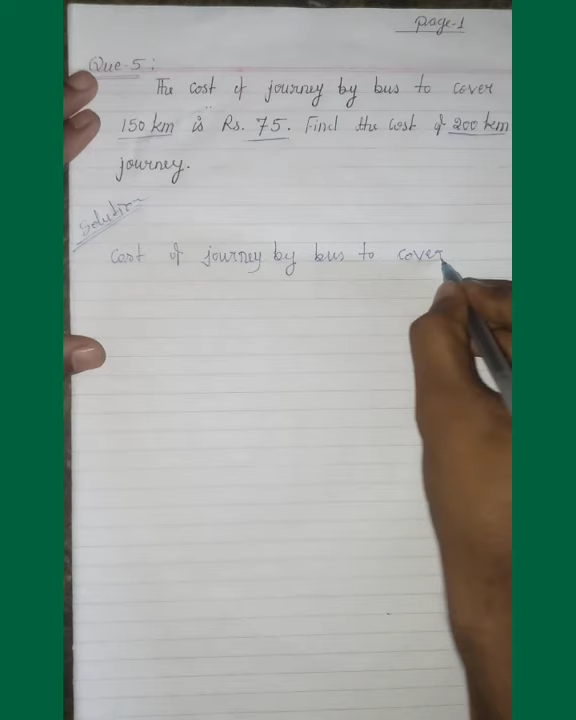 Page-1
Que-5:
The cost of journey by bus to cover
150 km is Rs. 75. Find the cost of 200 km
journey.
Solution
Cost of journey by bus to cover